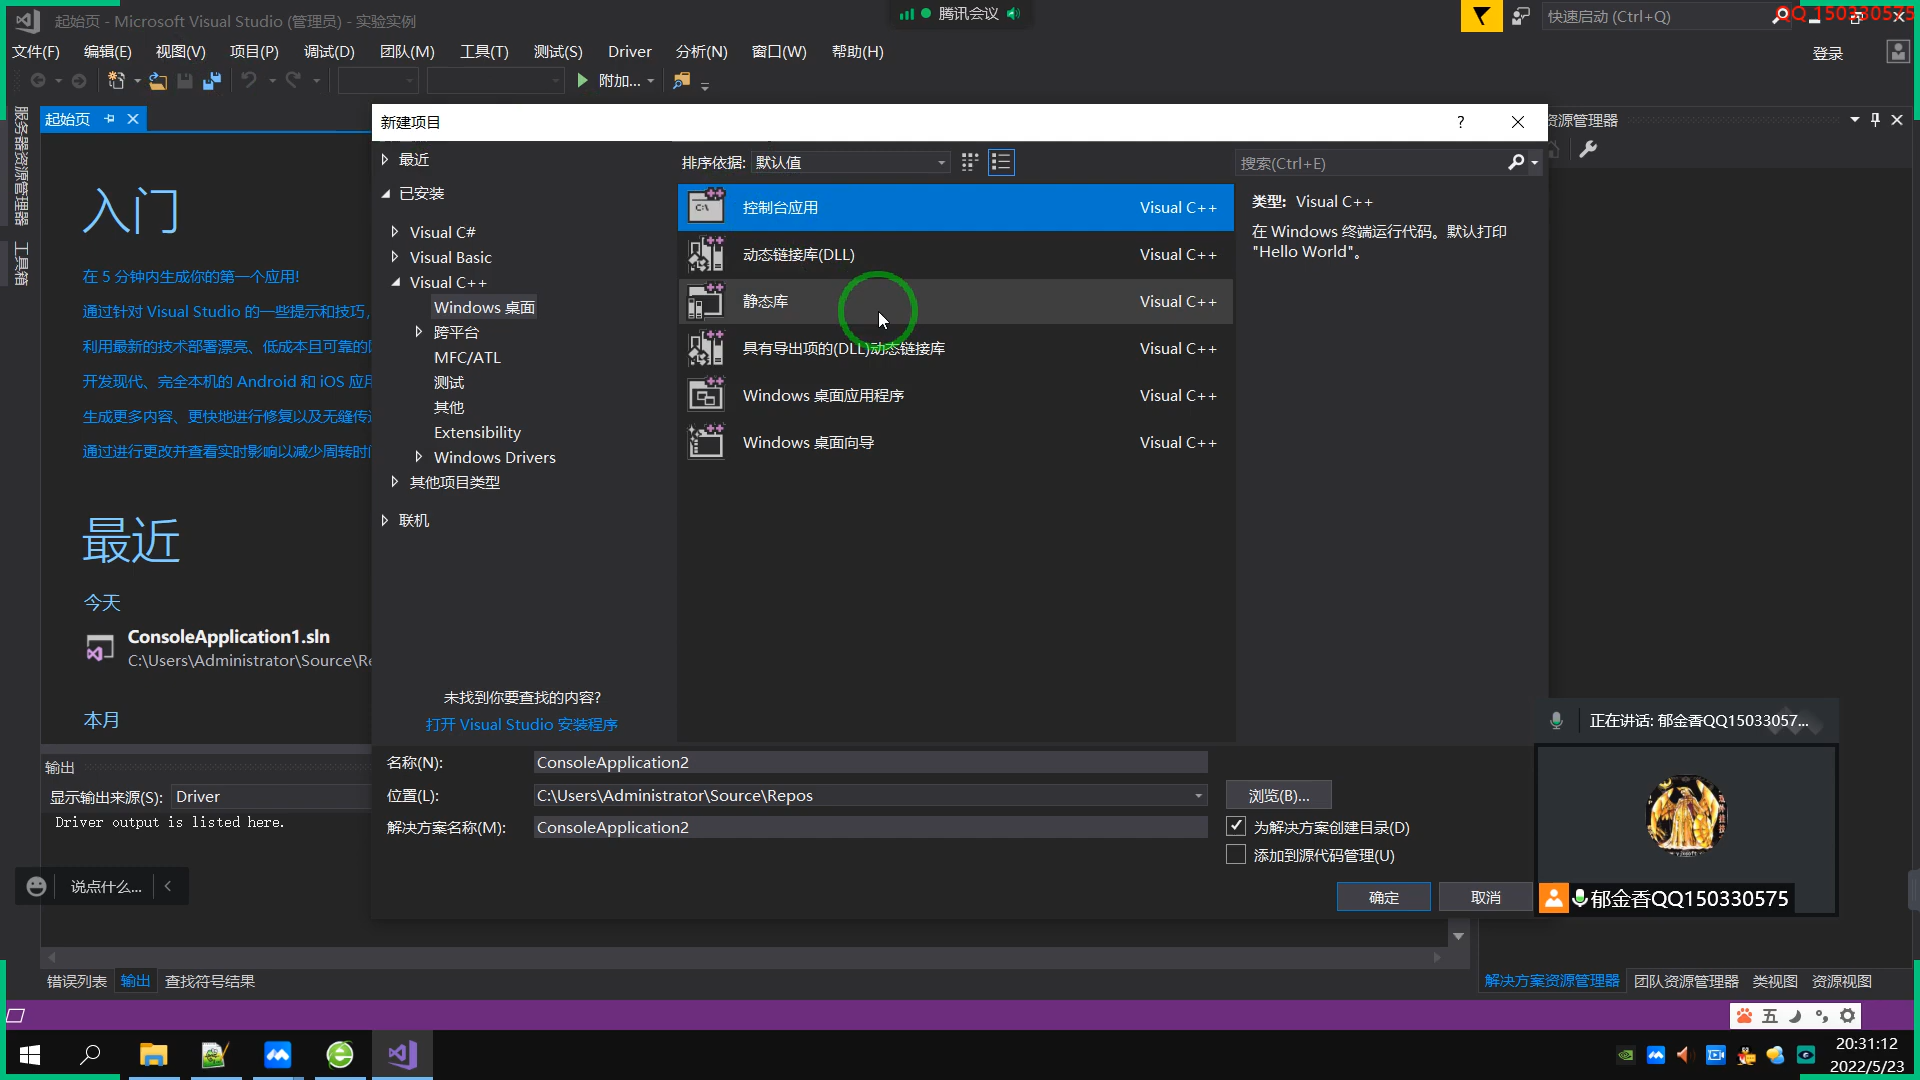 起始页 - Microsoft Visual Studio (管理员) - 实验实例
腾讯会议
快速启动 (Ctrl+Q)
QQ 150330575
文件(F) 编辑(E) 视图(V) 项目(P) 调试(D) 团队(M) 工具(T) 测试(S) Driver 分析(N) 窗口(W) 帮助(H)
登录
附加...
服务器资源管理器
工具箱
起始页
入门
在 5 分钟内生成你的第一个应用!
通过针对 Visual Studio 的一些提示和技巧,
利用最新的技术部署漂亮、低成本且可靠的
开发现代、完全本机的 Android 和 iOS 应用
生成更多内容、更快地进行修复以及无缝传
通过进行更改并查看实时影响以减少周转时
最近
今天
ConsoleApplication1.sln
C:\Users\Administrator\Source\Re
本月
新建项目
?
最近
已安装
Visual C#
Visual Basic
Visual C++
Windows 桌面
跨平台
MFC/ATL
测试
其他
Extensibility
Windows Drivers
其他项目类型
联机
未找到你要查找的内容?
打开 Visual Studio 安装程序
排序依据: 默认值
搜索(Ctrl+E)
控制台应用 Visual C++
动态链接库(DLL) Visual C++
静态库 Visual C++
具有导出项的(DLL)动态链接库 Visual C++
Windows 桌面应用程序 Visual C++
Windows 桌面向导 Visual C++
类型: Visual C++
在 Windows 终端运行代码。默认打印
"Hello World"。
名称(N): ConsoleApplication2
位置(L): C:\Users\Administrator\Source\Repos
浏览(B)...
解决方案名称(M): ConsoleApplication2
为解决方案创建目录(D)
添加到源代码管理(U)
确定 取消
资源管理器
正在讲话: 郁金香QQ15033057...
郁金香QQ150330575
输出
显示输出来源(S): Driver
Driver output is listed here.
说点什么...
错误列表 输出 查找符号结果
解决方案资源管理器 团队资源管理器 类视图 资源视图
五
20:31:12
2022/5/23